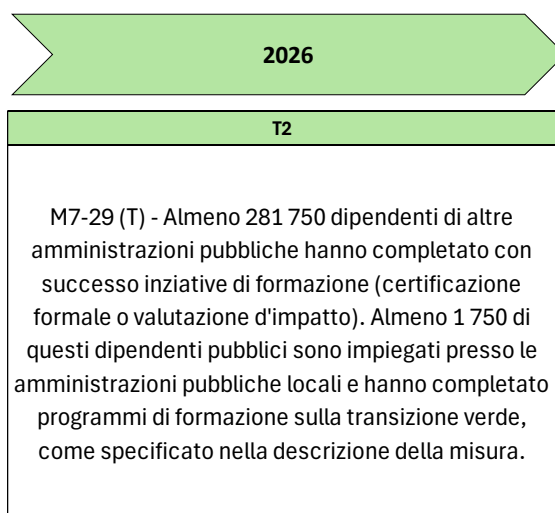 2026
T2
M7-29 (T) - Almeno 281 750 dipendenti di altre
amministrazioni pubbliche hanno completato con
successo inziative di formazione (certificazione
formale o valutazione d'impatto). Almeno 1 750 di
questi dipendenti pubblici sono impiegati presso le
amministrazioni pubbliche locali e hanno completato
programmi di formazione sulla transizione verde,
come specificato nella descrizione della misura.